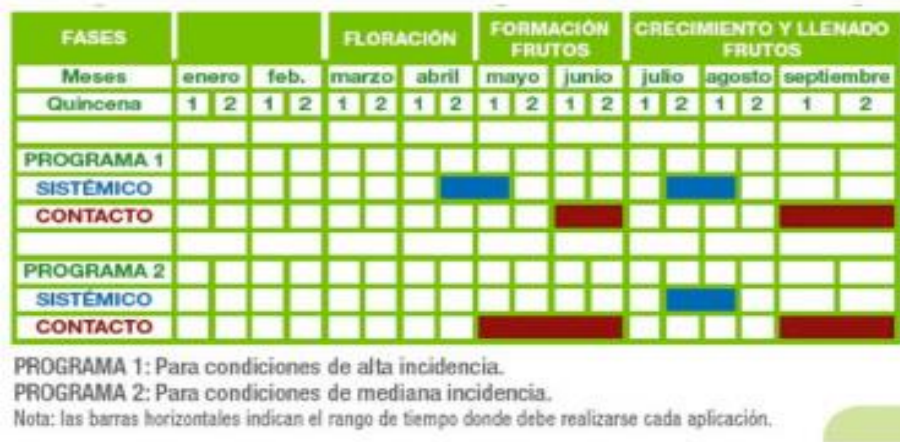 FASES FLORACIÓN FORMACIÓN FRUTOS CRECIMIENTO Y LLENADO FRUTOS
Meses enero feb. marzo abril mayo junio julio agosto septiembre
Quincena 1 2 1 2 1 2 1 2 1 2 1 2 1 2 1 2 1 2
PROGRAMA 1
SISTÉMICO
CONTACTO
PROGRAMA 2
SISTÉMICO
CONTACTO
PROGRAMA 1: Para condiciones de alta incidencia.
PROGRAMA 2: Para condiciones de mediana incidencia.
Nota: las barras horizontales indican el rango de tiempo donde debe realizarse cada aplicación.